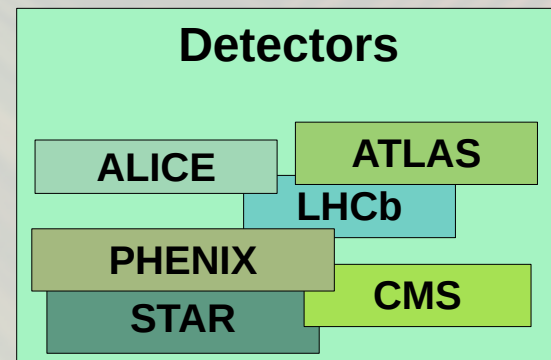 Detectors
ALICE
ATLAS
LHCb
PHENIX
CMS
STAR